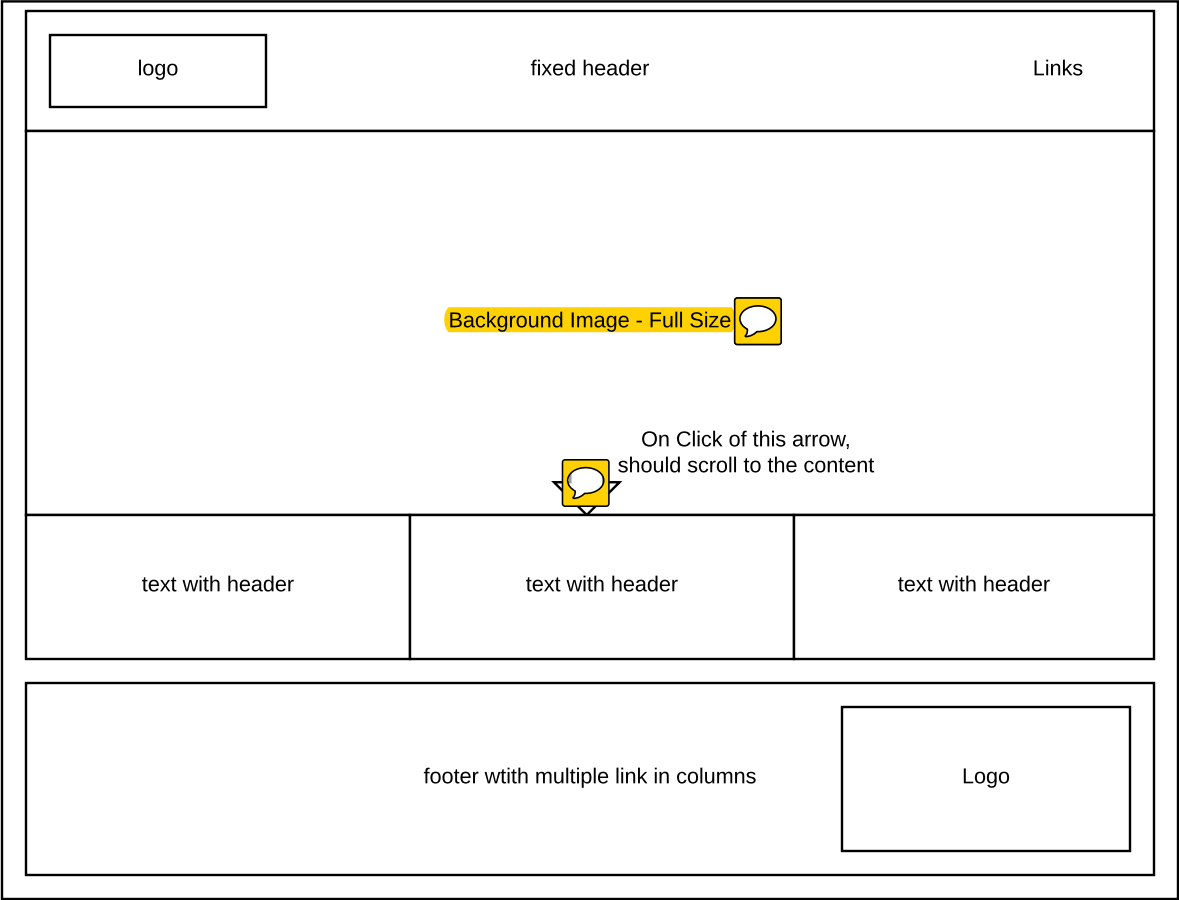 logo
fixed header
Links
Background Image - Full Size
On Click of this arrow,
should scroll to the content
text with header
text with header
text with header
footer wtith multiple link in columns
Logo